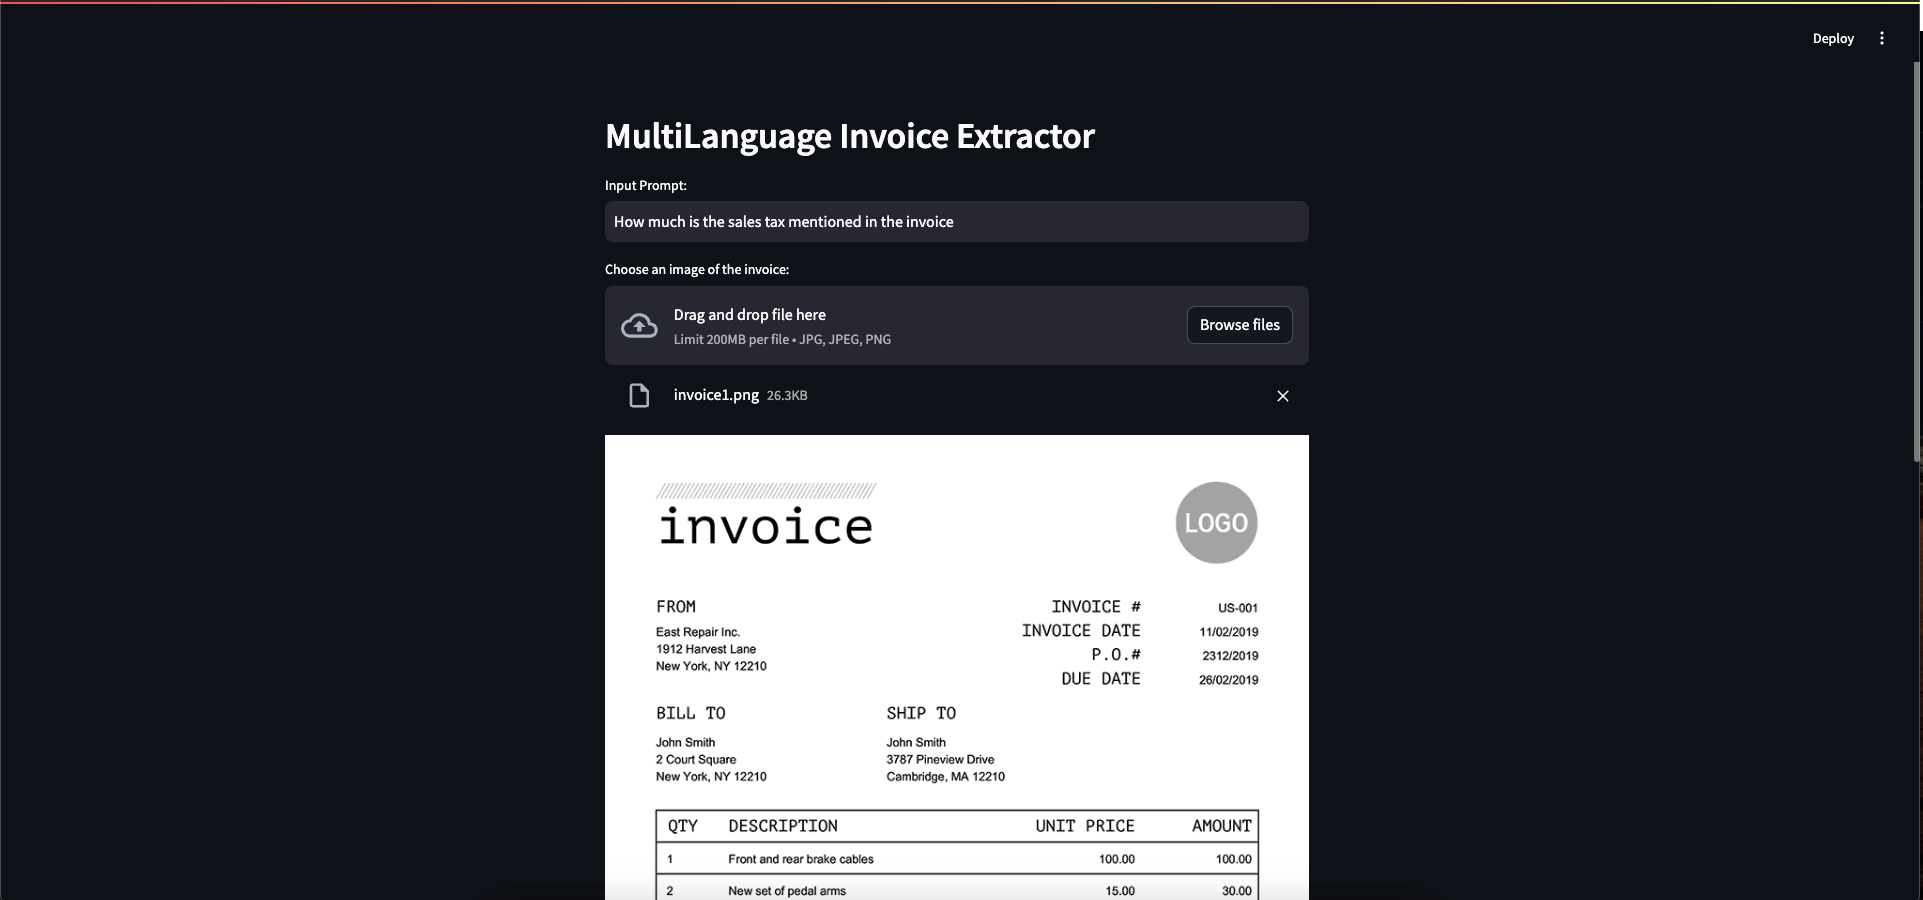 Deploy
MultiLanguage Invoice Extractor
Input Prompt:
How much is the sales tax mentioned in the invoice
Choose an image of the invoice:
Drag and drop file here
Limit 200MB per file • JPG, JPEG, PNG
Browse files
invoice1.png 26.3KB
invoice
LOGO
FROM
East Repair Inc.
1912 Harvest Lane
New York, NY 12210
INVOICE # US-001
INVOICE DATE 11/02/2019
P.O.# 2312/2019
DUE DATE 26/02/2019
BILL TO
John Smith
2 Court Square
New York, NY 12210
SHIP TO
John Smith
3787 Pineview Drive
Cambridge, MA 12210
QTY DESCRIPTION UNIT PRICE AMOUNT
1 Front and rear brake cables 100.00 100.00
2 New set of pedal arms 15.00 30.00